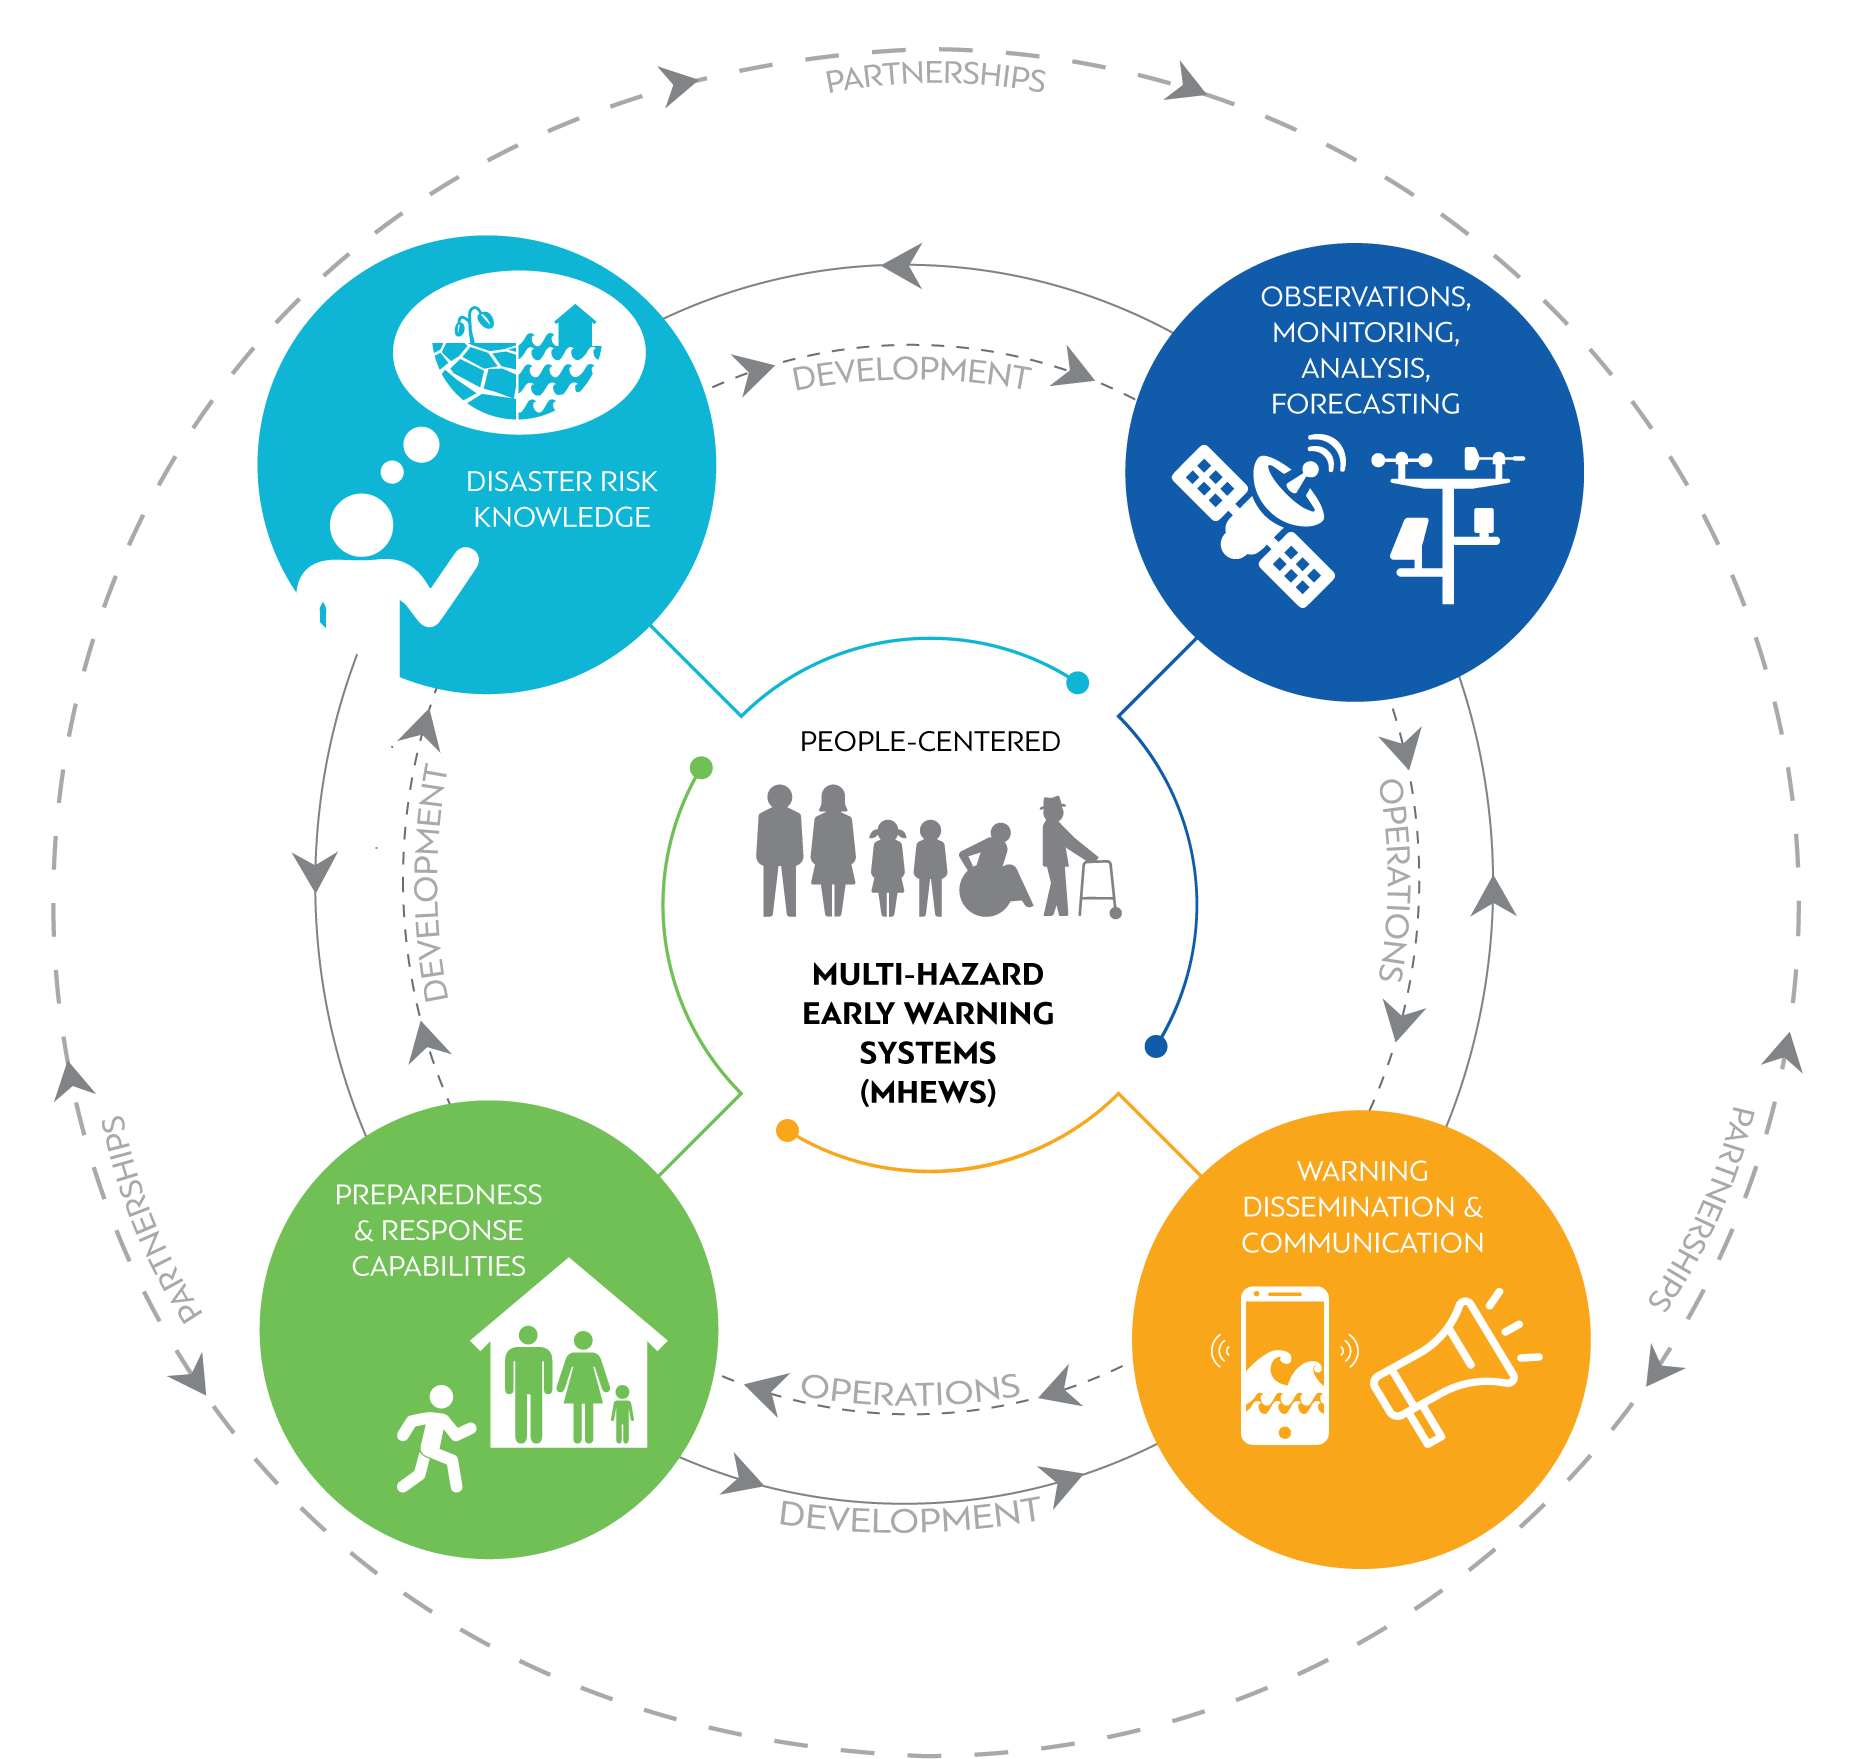 PARTNERSHIPS
OBSERVATIONS,
MONITORING,
ANALYSIS,
FORECASTING
DEVELOPMENT
DISASTER RISK
KNOWLEDGE
PEOPLE-CENTERED
DEVELOPMENT
OPERATIONS
MULTI-HAZARD
EARLY WARNING
SYSTEMS
(MHEWS)
PARTNERSHIPS
PARTNERSHIPS
PREPAREDNESS
& RESPONSE
CAPABILITIES
WARNING
DISSEMINATION &
COMMUNICATION
OPERATIONS
DEVELOPMENT